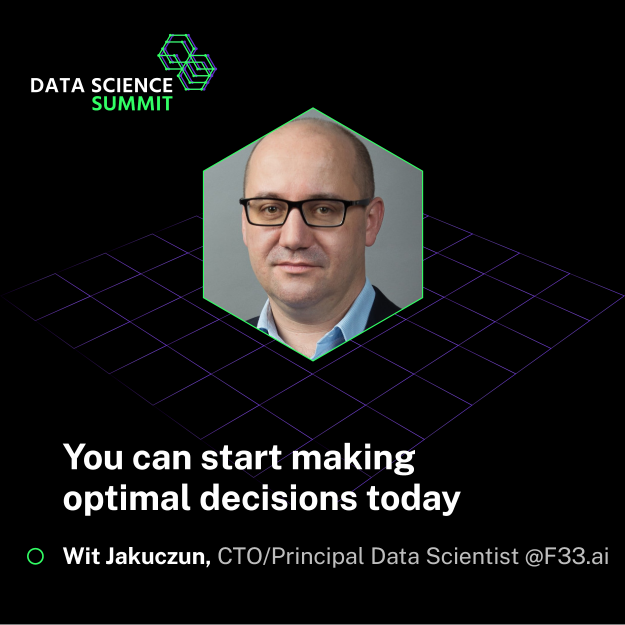 DATA SCIENCE
SUMMIT
You can start making
optimal decisions today
Wit Jakuczun, CTO/Principal Data Scientist @F33.ai